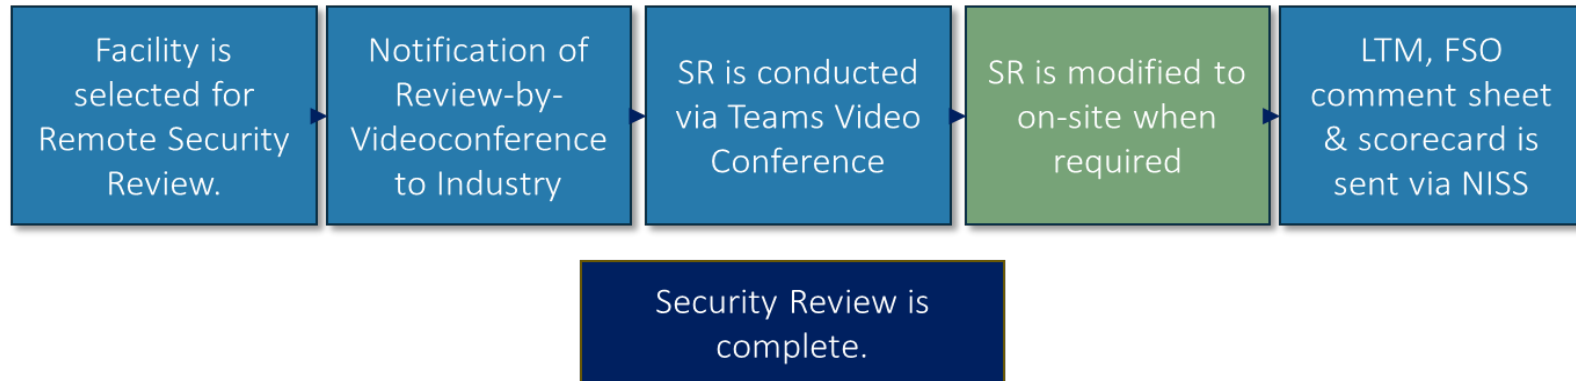 Facility is
selected for
Remote Security
Review.
Notification of
Review-by-
Videoconference
to Industry
SR is conducted
via Teams Video
Conference
SR is modified to
on-site when
required
LTM, FSO
comment sheet
& scorecard is
sent via NISS
Security Review is
complete.